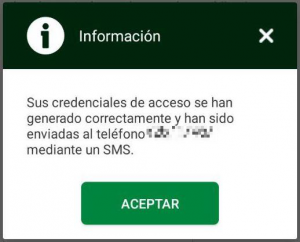 Información
Sus credenciales de acceso se han
generado correctamente y han sido
enviadas al teléfono
mediante un SMS.
ACEPTAR